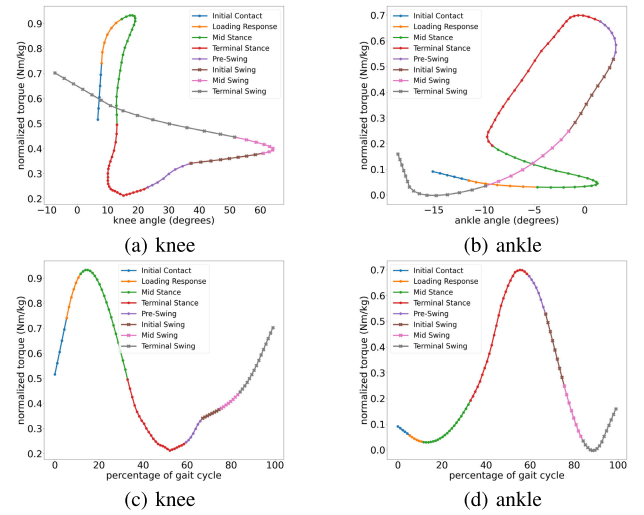 normalized torque (Nm/kg)
0.9
0.8
0.7
0.6
0.5
0.4
0.3
0.2
Initial Contact
Loading Response
Mid Stance
Terminal Stance
Pre-Swing
Initial Swing
Mid Swing
Terminal Swing
−10 0 10 20 30 40 50 60
knee angle (degrees)
(a) knee
normalized torque (Nm/kg)
0.7
0.6
0.5
0.4
0.3
0.2
0.1
0.0
Initial Contact
Loading Response
Mid Stance
Terminal Stance
Pre-Swing
Initial Swing
Mid Swing
Terminal Swing
−15 −10 −5 0
ankle angle (degrees)
(b) ankle
normalized torque (Nm/kg)
0.9
0.8
0.7
0.6
0.5
0.4
0.3
0.2
Initial Contact
Loading Response
Mid Stance
Terminal Stance
Pre-Swing
Initial Swing
Mid Swing
Terminal Swing
0 20 40 60 80 100
percentage of gait cycle
(c) knee
normalized torque (Nm/kg)
0.7
0.6
0.5
0.4
0.3
0.2
0.1
0.0
Initial Contact
Loading Response
Mid Stance
Terminal Stance
Pre-Swing
Initial Swing
Mid Swing
Terminal Swing
0 20 40 60 80 100
percentage of gait cycle
(d) ankle